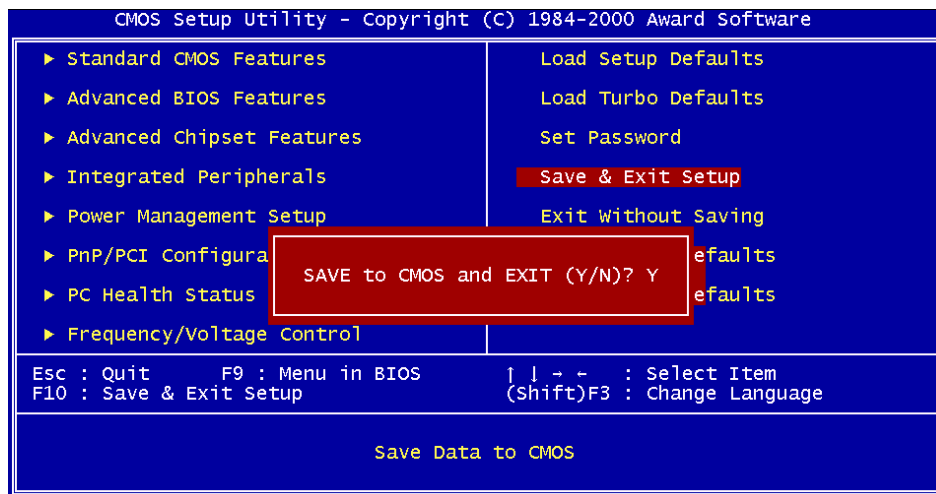 CMOS Setup Utility – Copyright (C) 1984–2000 Award Software
▶ Standard CMOS Features
▶ Advanced BIOS Features
▶ Advanced Chipset Features
▶ Integrated Peripherals
▶ Power Management Setup
▶ PnP/PCI Configura
▶ PC Health Status
▶ Frequency/Voltage Control
Load Setup Defaults
Load Turbo Defaults
Set Password
Save & Exit Setup
Exit Without Saving
efaults
efaults
SAVE to CMOS and EXIT (Y/N)? Y
Esc : Quit F9 : Menu in BIOS ↑ ↓ → ← : Select Item
F10 : Save & Exit Setup (Shift)F3 : Change Language
Save Data to CMOS